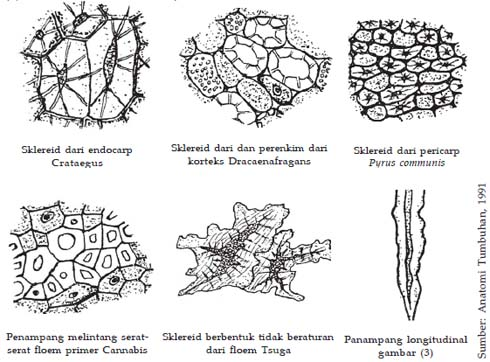 Sklereid dari endocarp
Crataegus
Sklereid dari dan perenkim dari
korteks Dracaenafragans
Sklereid dari pericarp
Pyrus communis
Penampang melintang serat-
serat floem primer Cannabis
Sklereid berbentuk tidak beraturan
dari floem Tsuga
Panampang longitudinal
gambar (3)
Sumber: Anatomi Tumbuhan, 1991